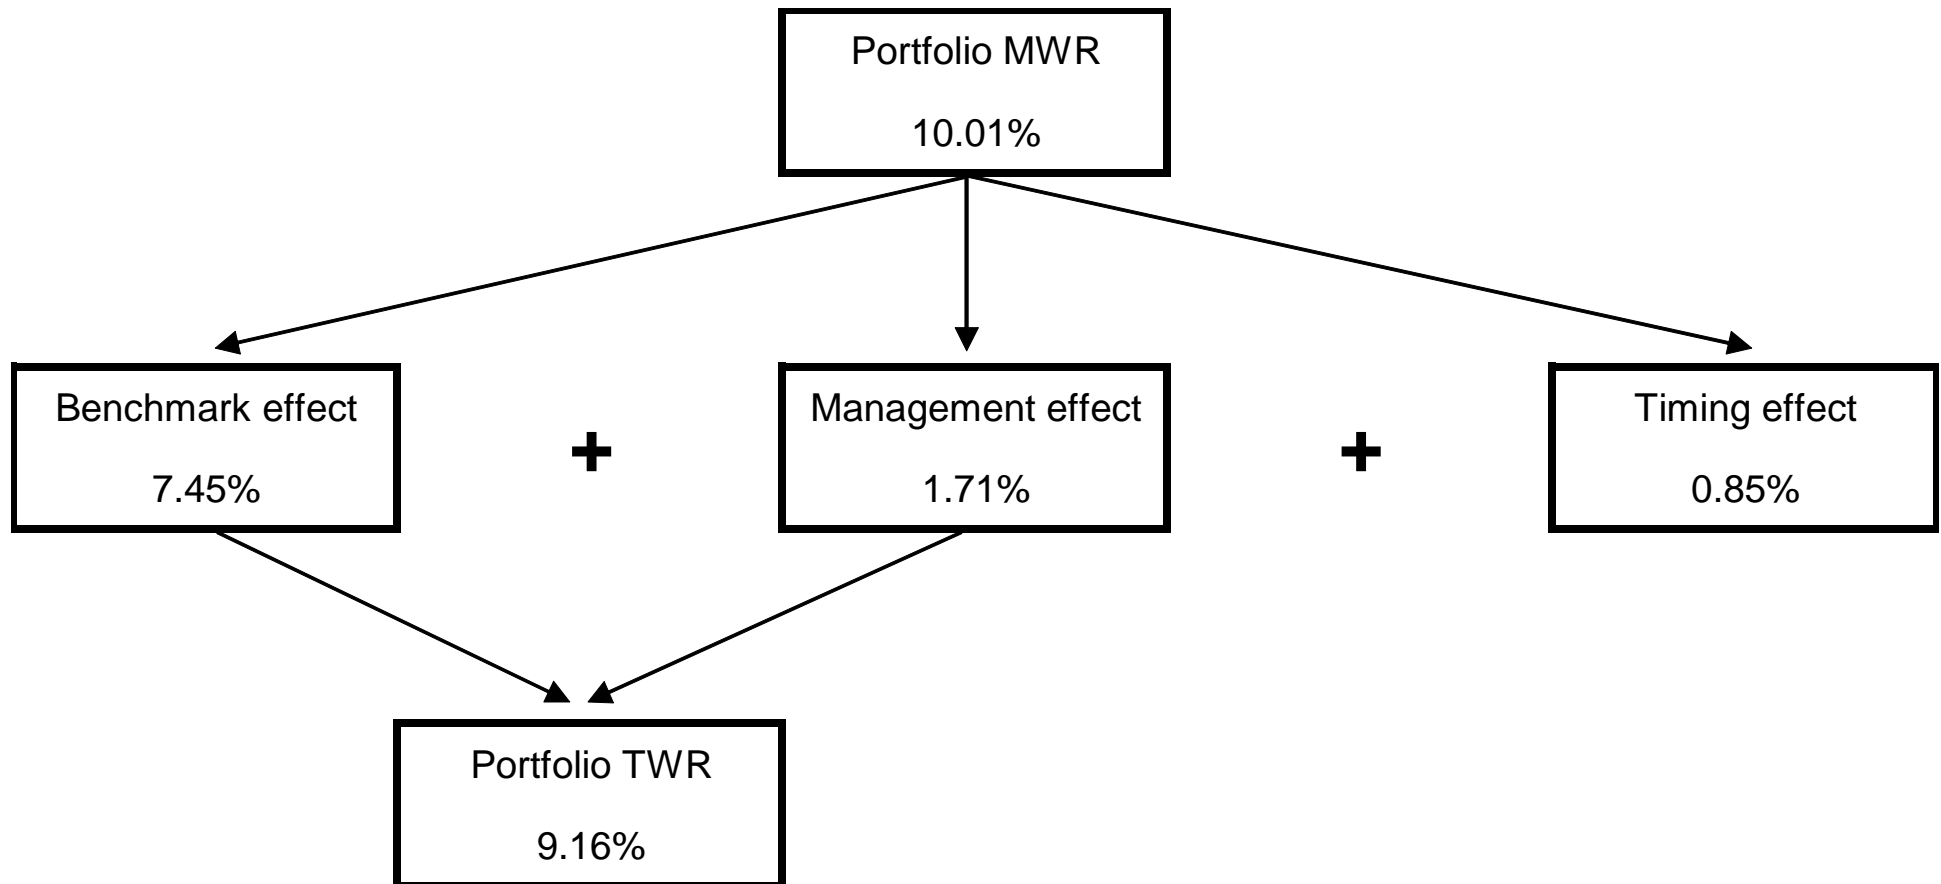 Portfolio MWR
10.01%
Benchmark effect
7.45%
+
Management effect
1.71%
+
Timing effect
0.85%
Portfolio TWR
9.16%